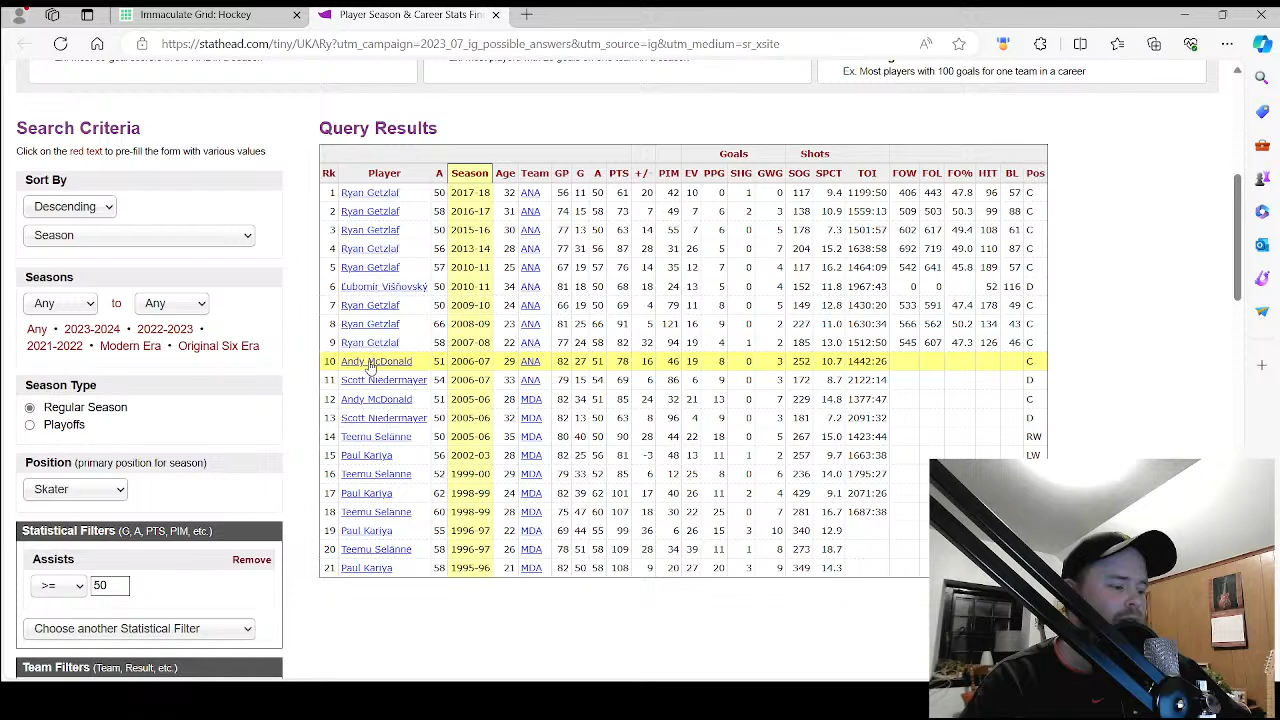 Immaculate Grid: Hockey
Player Season & Career Stats Fin
https://stathead.com/tiny/UKARy?utm_campaign=2023_07_ig_possible_answer&utm_source=ig&utm_medium=sr_xsite
Ex. Most players with 100 goals for one team in a career
Search Criteria
Click on the red text to pre-fill the form with various values
Sort By
Descending
Season
Seasons
Any to Any
Any • 2023-2024 • 2022-2023 •
2021-2022 • Modern Era • Original Six Era
Season Type
Regular Season
Playoffs
Position (primary position for season)
Skater
Statistical Filters (G, A, PTS, PIM, etc.)
Assists Remove
>= 50
Choose another Statistical Filter
Team Filters (Team, Result, etc.)
Query Results
Goals Shots
Rk Player A Season Age Team GP G A PTS +/- PIM EV PPG SHG GWG SOG SPCT TOI FOW FOL FO% HIT BL Pos
1 Ryan Getzlaf 50 2017-18 32 ANA 56 11 50 61 20 42 10 0 1 0 117 9.4 1199:50 406 443 47.8 96 57 C
2 Ryan Getzlaf 58 2016-17 31 ANA 74 15 58 73 7 49 7 6 2 3 138 10.9 1559:13 509 503 50.3 99 88 C
3 Ryan Getzlaf 50 2015-16 30 ANA 77 13 50 63 14 55 7 6 0 5 178 7.3 1501:57 602 617 49.4 108 61 C
4 Ryan Getzlaf 56 2013-14 28 ANA 77 31 56 87 28 31 26 5 0 7 204 15.2 1638:58 692 719 49.0 110 87 C
5 Ryan Getzlaf 57 2010-11 25 ANA 67 19 57 76 14 35 12 7 0 4 117 16.2 1464:09 542 641 45.8 189 57 C
6 Ľubomír Višňovský 50 2010-11 34 ANA 81 18 50 68 18 24 13 5 0 4 152 11.8 1967:43 0 0 52 116 D
7 Ryan Getzlaf 50 2009-10 24 ANA 66 19 50 69 4 79 11 8 0 5 149 12.8 1430:20 533 591 47.4 178 49 C
8 Ryan Getzlaf 66 2008-09 23 ANA 81 25 66 91 5 121 16 9 0 2 227 11.0 1630:34 566 562 50.2 134 43 C
9 Ryan Getzlaf 58 2007-08 22 ANA 77 24 58 82 32 94 19 4 1 2 185 13.0 1512:50 545 607 47.3 126 46 C
10 Andy McDonald 51 2006-07 29 ANA 82 27 51 78 16 46 19 8 0 3 252 10.7 1442:26 C
11 Scott Niedermayer 54 2006-07 33 ANA 79 15 54 69 6 86 6 9 0 3 172 8.7 2122:14 D
12 Andy McDonald 51 2005-06 28 MDA 82 34 51 85 24 32 21 13 0 7 229 14.8 1377:47 C
13 Scott Niedermayer 50 2005-06 32 MDA 82 13 50 63 8 96 4 9 0 3 181 7.2 2091:32 D
14 Teemu Selänne 50 2005-06 35 MDA 80 40 50 90 28 44 22 18 0 5 267 15.0 1423:44 RW
15 Paul Kariya 56 2002-03 28 MDA 82 25 56 81 -3 48 13 11 1 2 257 9.7 1663:38 LW
16 Teemu Selänne 52 1999-00 29 MDA 79 33 52 85 6 12 25 8 0 6 236 14.0 1795:27
17 Paul Kariya 62 1998-99 24 MDA 82 39 62 101 17 40 26 11 2 4 429 9.1 2071:26
18 Teemu Selänne 60 1998-99 28 MDA 75 47 60 107 18 30 22 25 0 7 281 16.7 1687:38
19 Paul Kariya 55 1996-97 22 MDA 69 44 55 99 36 6 26 15 3 10 340 12.9
20 Teemu Selänne 58 1996-97 26 MDA 78 51 58 109 28 34 39 11 1 8 273 18.7
21 Paul Kariya 58 1995-96 21 MDA 82 50 58 108 9 20 27 20 3 9 349 14.3